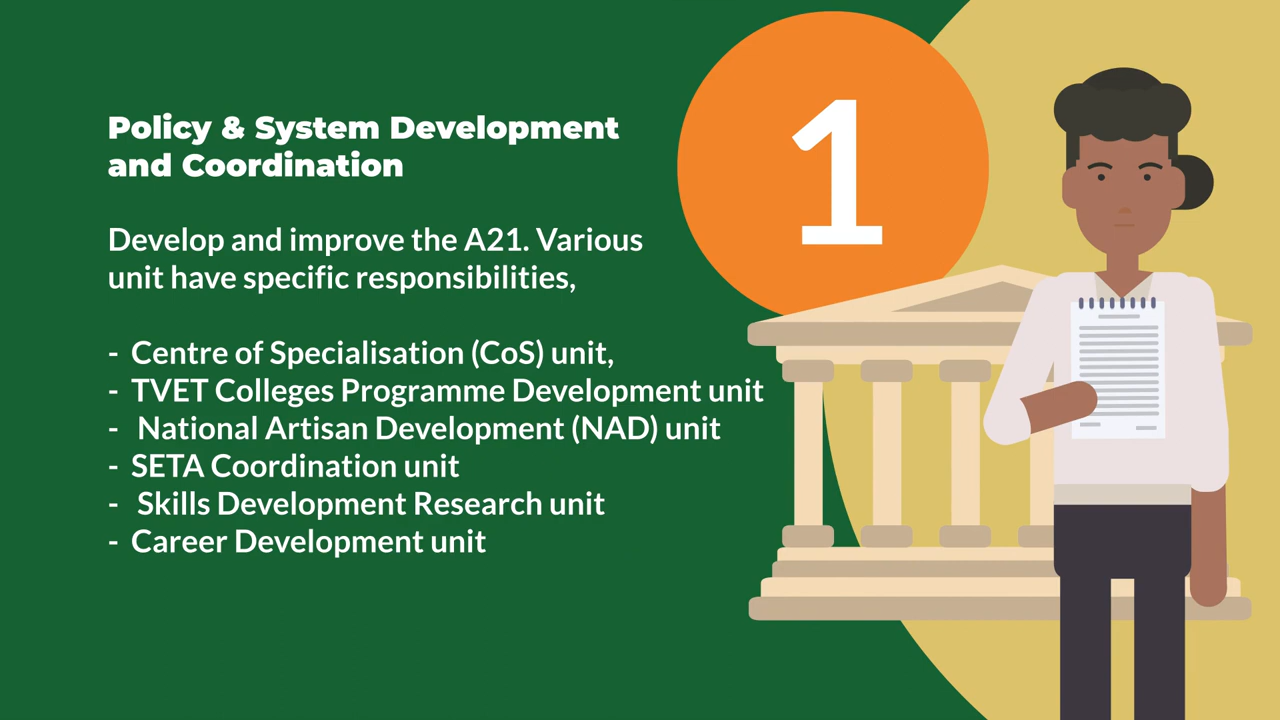 Policy & System Development
and Coordination
Develop and improve the A21. Various
unit have specific responsibilities,
- Centre of Specialisation (CoS) unit,
- TVET Colleges Programme Development unit
- National Artisan Development (NAD) unit
- SETA Coordination unit
- Skills Development Research unit
- Career Development unit
1